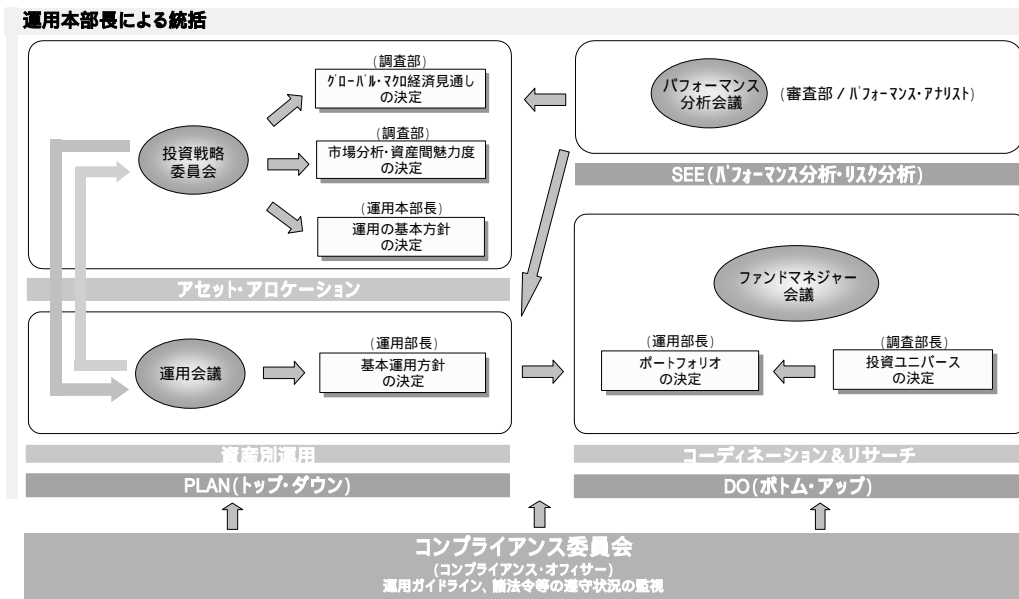 運用本部長による統括
(調査部)
グローバル・マクロ経済見通し
の決定
(調査部)
市場分析・資産間魅力度
の決定
(運用本部長)
運用の基本方針
の決定
投資戦略
委員会
アセット・アロケーション
運用会議
(運用部長)
基本運用方針
の決定
資産別運用
PLAN(トップ・ダウン)
パフォーマンス
分析会議
(審査部 / パフォーマンス・アナリスト)
SEE(パフォーマンス分析・リスク分析)
ファンドマネジャー
会議
(運用部長)
ポートフォリオ
の決定
(調査部長)
投資ユニバース
の決定
コーディネーション&リサーチ
DO(ボトム・アップ)
コンプライアンス委員会
(コンプライアンス・オフィサー)
運用ガイドライン、諸法令等の遵守状況の監視